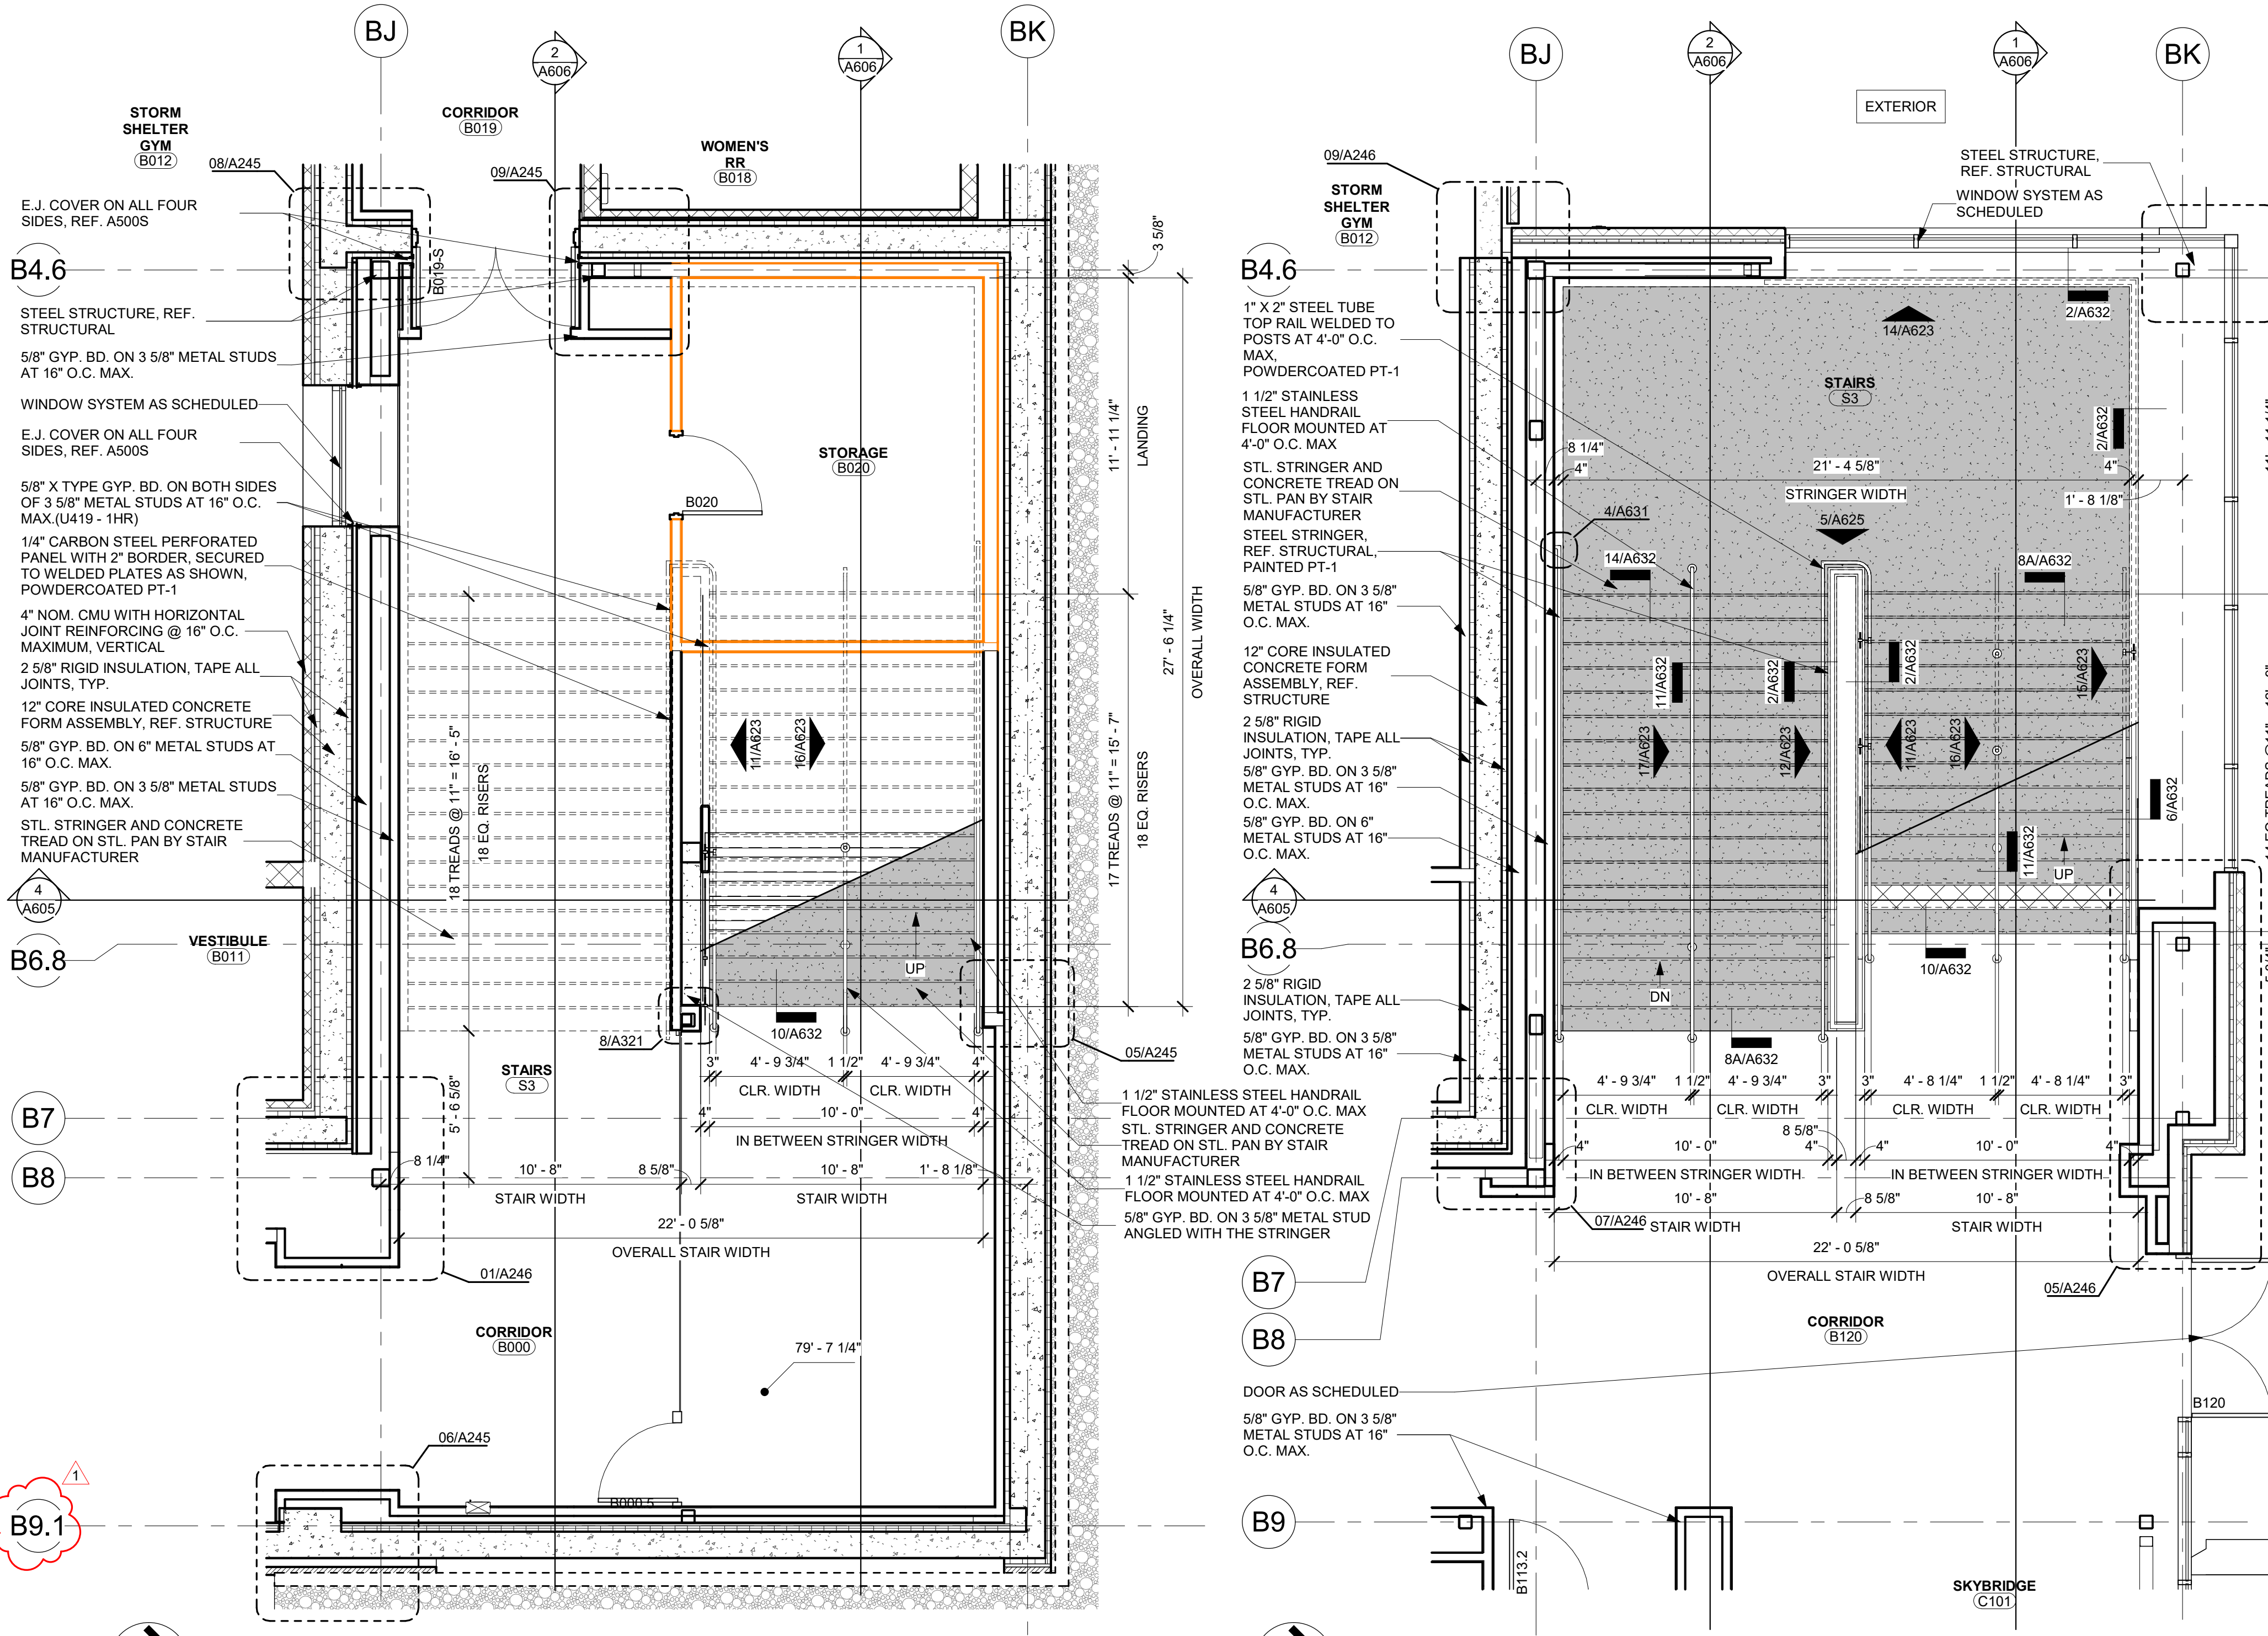 BJ
2
A606
1
A606
BK
STORM
SHELTER
GYM
B012
CORRIDOR
B019
WOMEN'S
RR
B018
08/A245
09/A245
E.J. COVER ON ALL FOUR
SIDES, REF. A500S
B4.6
B019-S
3 5/8"
STEEL STRUCTURE, REF.
STRUCTURAL
5/8" GYP. BD. ON 3 5/8" METAL STUDS
AT 16" O.C. MAX.
WINDOW SYSTEM AS SCHEDULED
E.J. COVER ON ALL FOUR
SIDES, REF. A500S
5/8" X TYPE GYP. BD. ON BOTH SIDES
OF 3 5/8" METAL STUDS AT 16" O.C.
MAX.(U419 - 1HR)
1/4" CARBON STEEL PERFORATED
PANEL WITH 2" BORDER, SECURED
TO WELDED PLATES AS SHOWN,
POWDERCOATED PT-1
4" NOM. CMU WITH HORIZONTAL
JOINT REINFORCING @ 16" O.C.
MAXIMUM, VERTICAL
2 5/8" RIGID INSULATION, TAPE ALL
JOINTS, TYP.
12" CORE INSULATED CONCRETE
FORM ASSEMBLY, REF. STRUCTURE
5/8" GYP. BD. ON 6" METAL STUDS AT
16" O.C. MAX.
5/8" GYP. BD. ON 3 5/8" METAL STUDS
AT 16" O.C. MAX.
STL. STRINGER AND CONCRETE
TREAD ON STL. PAN BY STAIR
MANUFACTURER
4
A605
B6.8
VESTIBULE
B011
STORAGE
B020
B020
11' - 11 1/4"
LANDING
27' - 6 1/4"
OVERALL WIDTH
17 TREADS @ 11" = 15' - 7"
18 EQ. RISERS
18 TREADS @ 11" = 16' - 5"
18 EQ. RISERS
11/A623
16/A623
UP
10/A632
8/A321
05/A245
STAIRS
S3
5' - 6 5/8"
3"
4' - 9 3/4"
1 1/2"
4' - 9 3/4"
4"
CLR. WIDTH
CLR. WIDTH
4"
10' - 0"
4"
IN BETWEEN STRINGER WIDTH
B7
B8
8 1/4"
10' - 8"
8 5/8"
10' - 8"
1' - 8 1/8"
STAIR WIDTH
STAIR WIDTH
22' - 0 5/8"
OVERALL STAIR WIDTH
1 1/2" STAINLESS STEEL HANDRAIL
FLOOR MOUNTED AT 4'-0" O.C. MAX
STL. STRINGER AND CONCRETE
TREAD ON STL. PAN BY STAIR
MANUFACTURER
1 1/2" STAINLESS STEEL HANDRAIL
FLOOR MOUNTED AT 4'-0" O.C. MAX
5/8" GYP. BD. ON 3 5/8" METAL STUD
ANGLED WITH THE STRINGER
01/A246
CORRIDOR
B000
79' - 7 1/4"
06/A245
1
B9.1
B000.5
BJ
2
A606
1
A606
BK
EXTERIOR
09/A246
STORM
SHELTER
GYM
B012
STEEL STRUCTURE,
REF. STRUCTURAL
WINDOW SYSTEM AS
SCHEDULED
B4.6
1" X 2" STEEL TUBE
TOP RAIL WELDED TO
POSTS AT 4'-0" O.C.
MAX,
POWDERCOATED PT-1
1 1/2" STAINLESS
STEEL HANDRAIL
FLOOR MOUNTED AT
4'-0" O.C. MAX
STL. STRINGER AND
CONCRETE TREAD ON
STL. PAN BY STAIR
MANUFACTURER
STEEL STRINGER,
REF. STRUCTURAL,
PAINTED PT-1
5/8" GYP. BD. ON 3 5/8"
METAL STUDS AT 16"
O.C. MAX.
12" CORE INSULATED
CONCRETE FORM
ASSEMBLY, REF.
STRUCTURE
2 5/8" RIGID
INSULATION, TAPE ALL
JOINTS, TYP.
5/8" GYP. BD. ON 3 5/8"
METAL STUDS AT 16"
O.C. MAX.
5/8" GYP. BD. ON 6"
METAL STUDS AT 16"
O.C. MAX.
4
A605
B6.8
2 5/8" RIGID
INSULATION, TAPE ALL
JOINTS, TYP.
5/8" GYP. BD. ON 3 5/8"
METAL STUDS AT 16"
O.C. MAX.
14/A623
2/A632
STAIRS
S3
2/A632
8 1/4"
4"
21' - 4 5/8"
4"
STRINGER WIDTH
1' - 8 1/8"
4/A631
5/A625
14/A632
8A/A632
11/A632
2/A632
2/A632
15/A623
17/A623
12/A623
11/A623
16/A623
6/A632
11/A632
UP
10/A632
DN
8A/A632
4' - 9 3/4"
1 1/2"
4' - 9 3/4"
3"
3"
4' - 8 1/4"
1 1/2"
4' - 8 1/4"
3"
CLR. WIDTH
CLR. WIDTH
CLR. WIDTH
CLR. WIDTH
4"
10' - 0"
4"
8 5/8"
4"
10' - 0"
4"
IN BETWEEN STRINGER WIDTH
IN BETWEEN STRINGER WIDTH
10' - 8"
8 5/8"
10' - 8"
07/A246
STAIR WIDTH
STAIR WIDTH
22' - 0 5/8"
OVERALL STAIR WIDTH
05/A246
B7
B8
CORRIDOR
B120
DOOR AS SCHEDULED
5/8" GYP. BD. ON 3 5/8"
METAL STUDS AT 16"
O.C. MAX.
B120
B9
B113.2
SKYBRIDGE
C101